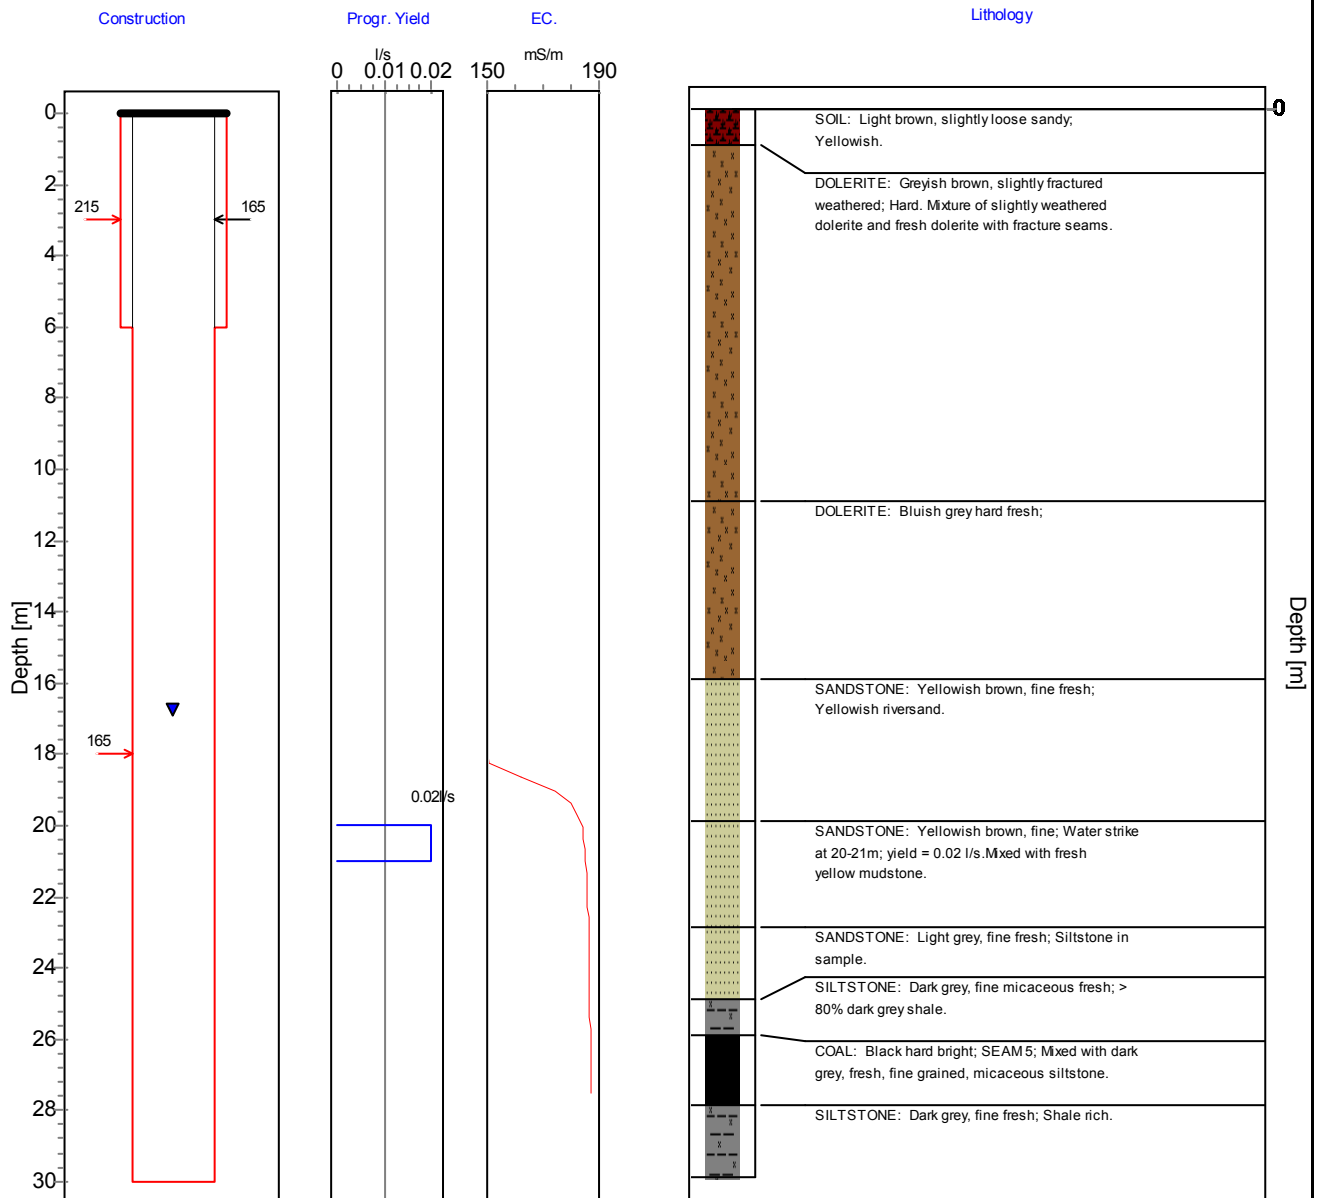 Construction
Progr. Yield
EC.
Lithology
l/s
mS/m
0 0.01 0.02
150 190
0
2
4
6
8
10
12
14
16
18
20
22
24
26
28
30
Depth [m]
215
165
165
0.02l/s
SOIL: Light brown, slightly loose sandy;
Yellowish.
DOLERITE: Greyish brown, slightly fractured
weathered; Hard. Mixture of slightly weathered
dolerite and fresh dolerite with fracture seams.
DOLERITE: Bluish grey hard fresh;
SANDSTONE: Yellowish brown, fine fresh;
Yellowish riversand.
SANDSTONE: Yellowish brown, fine; Water strike
at 20-21m; yield = 0.02 l/s.Mixed with fresh
yellow mudstone.
SANDSTONE: Light grey, fine fresh; Siltstone in
sample.
SILTSTONE: Dark grey, fine micaceous fresh; >
80% dark grey shale.
COAL: Black hard bright; SEAM 5; Mixed with dark
grey, fresh, fine grained, micaceous siltstone.
SILTSTONE: Dark grey, fine fresh; Shale rich.
0
Depth [m]